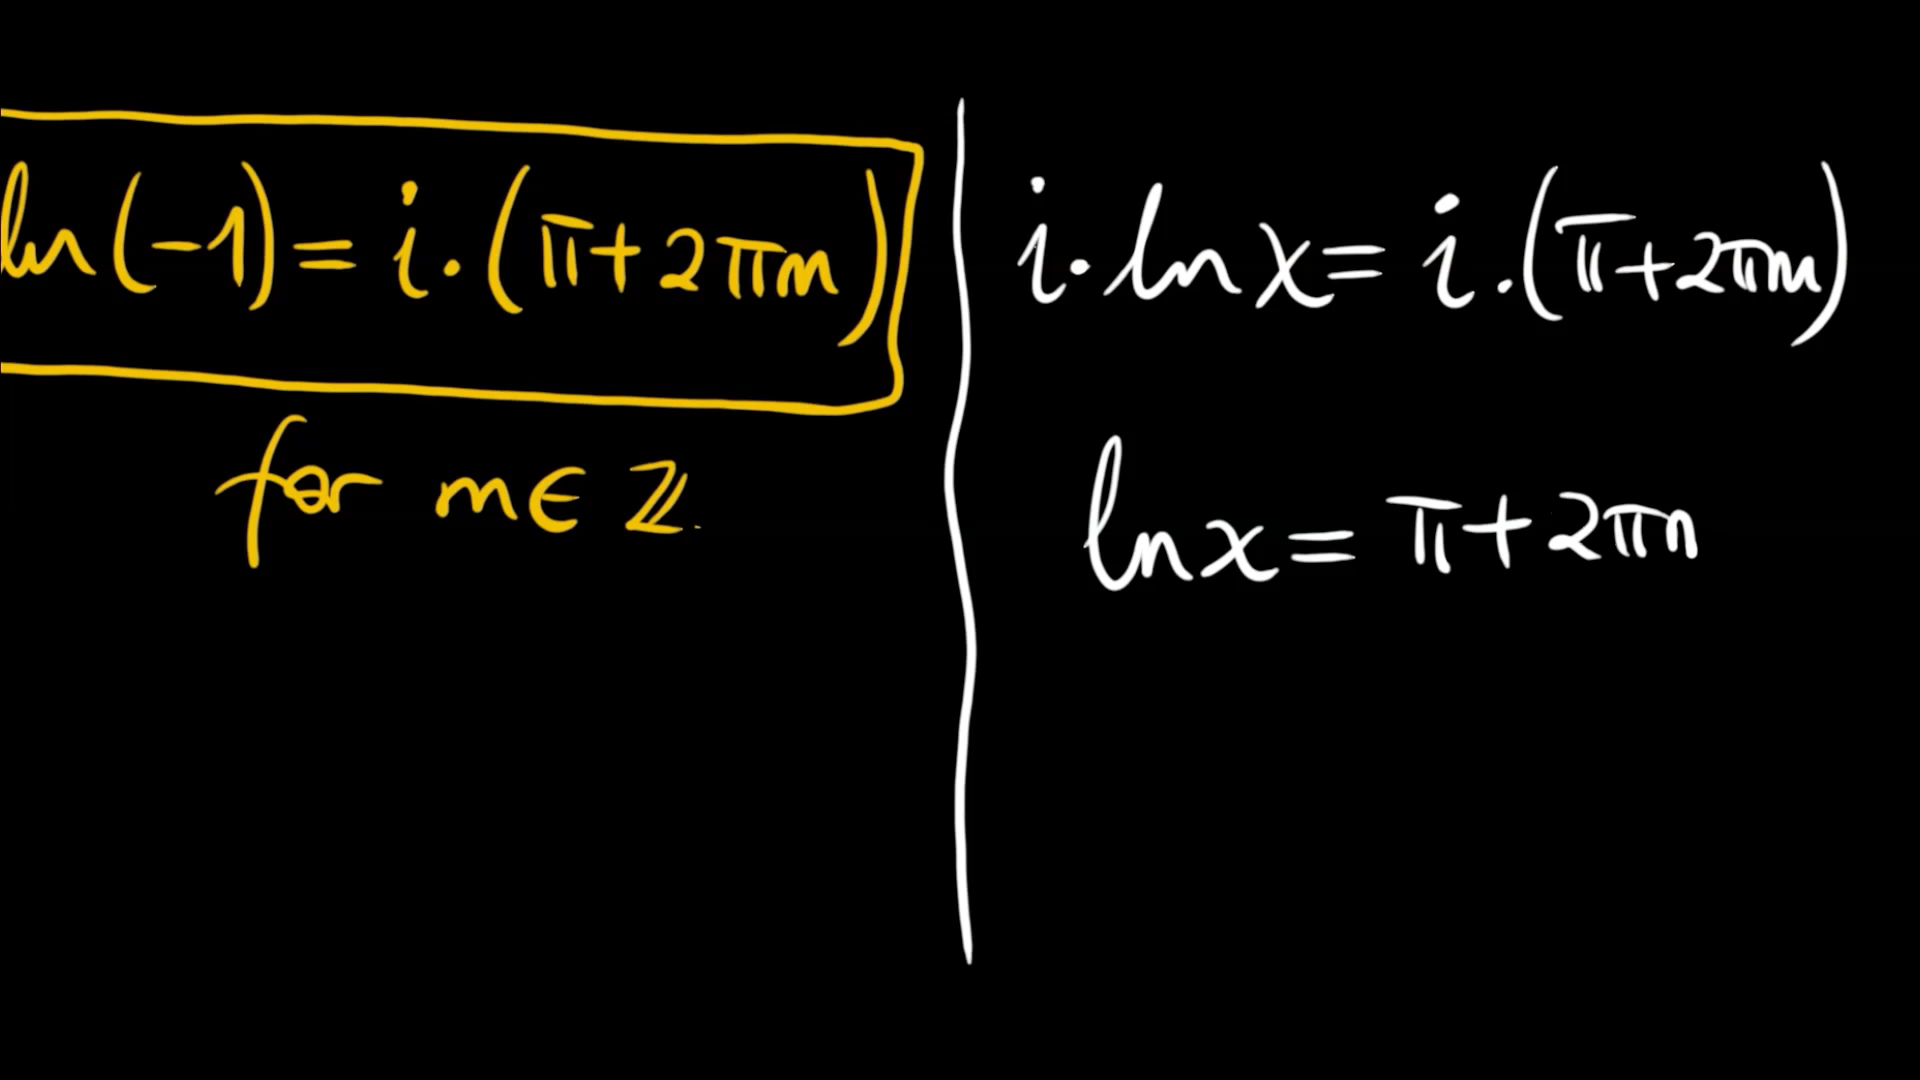 ln(-1) = i.(π+2πm)
for m∈ℤ.
i.ln x = i.(π+2πm)
ln x = π+2πn